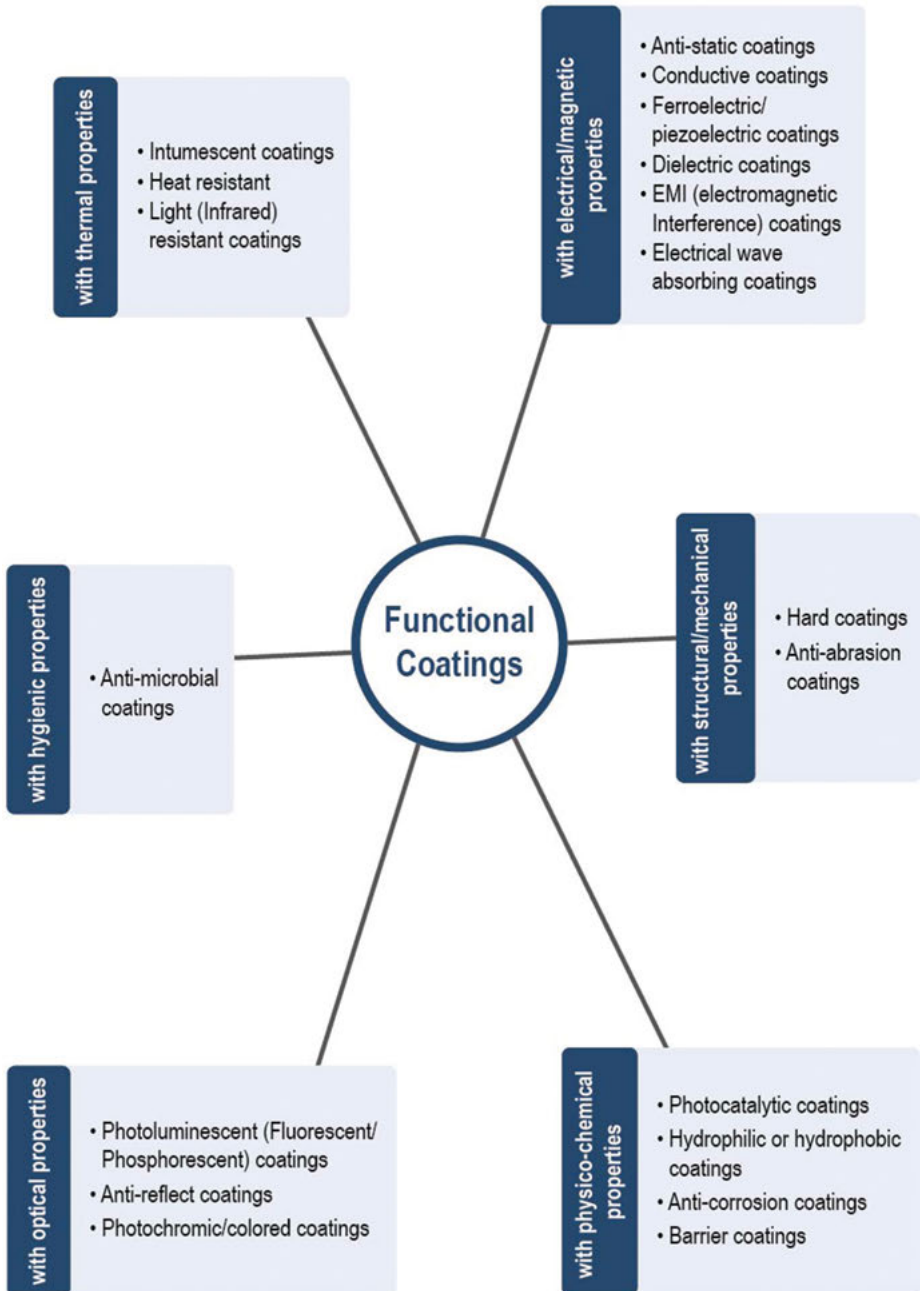 with thermal properties
• Intumescent coatings
• Heat resistant
• Light (Infrared)
resistant coatings
with electrical/magnetic
properties
• Anti-static coatings
• Conductive coatings
• Ferroelectric/
piezoelectric coatings
• Dielectric coatings
• EMI (electromagnetic
Interference) coatings
• Electrical wave
absorbing coatings
with hygienic properties
• Anti-microbial
coatings
Functional
Coatings
with structural/mechanical
properties
• Hard coatings
• Anti-abrasion
coatings
with optical properties
• Photoluminescent (Fluorescent/
Phosphorescent) coatings
• Anti-reflect coatings
• Photochromic/colored coatings
with physico-chemical
properties
• Photocatalytic coatings
• Hydrophilic or hydrophobic
coatings
• Anti-corrosion coatings
• Barrier coatings